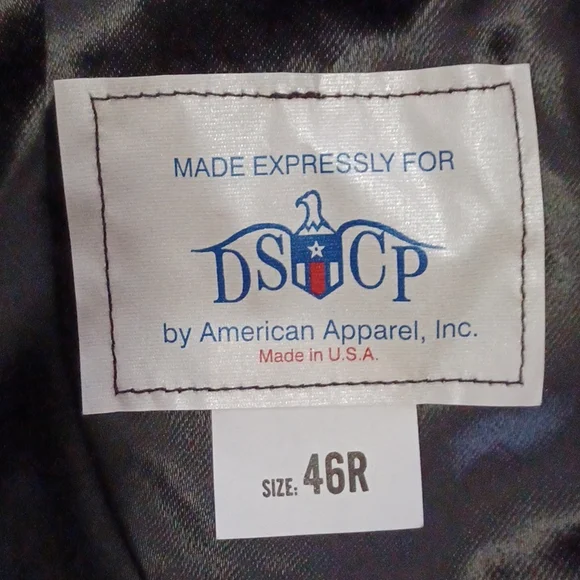 MADE EXPRESSLY FOR
DSCP
by American Apparel, Inc.
Made in U.S.A.
SIZE: 46R